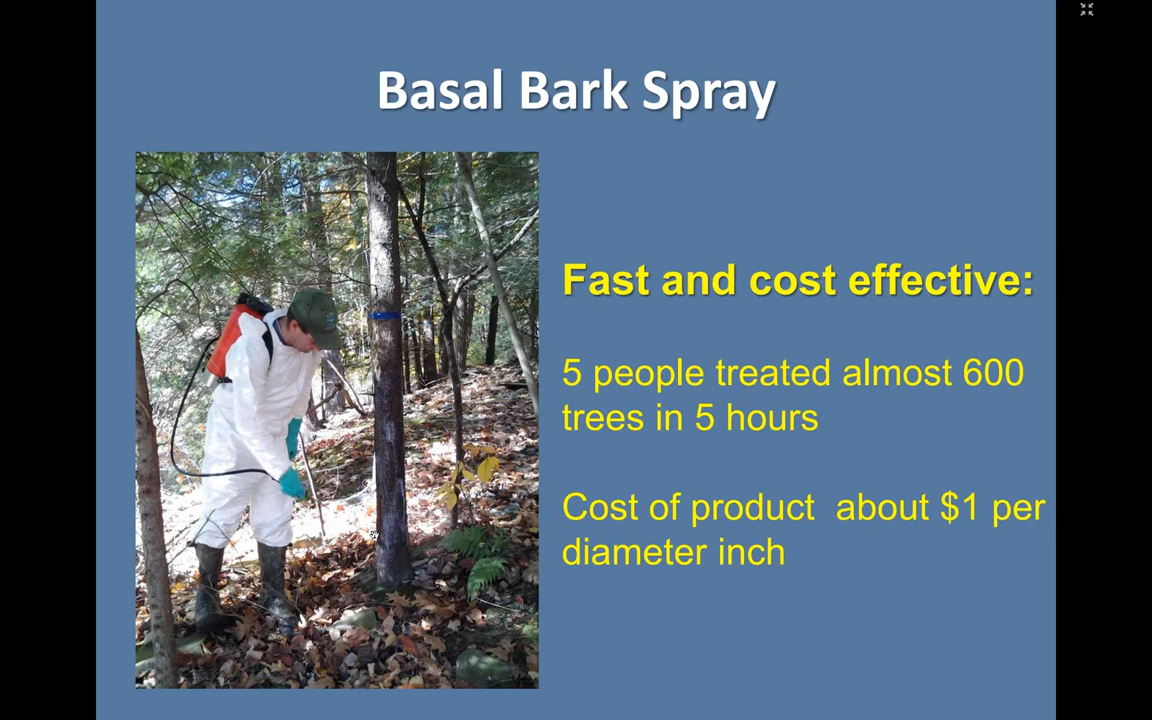 Basal Bark Spray
Fast and cost effective:
5 people treated almost 600
trees in 5 hours
Cost of product  about $1 per
diameter inch